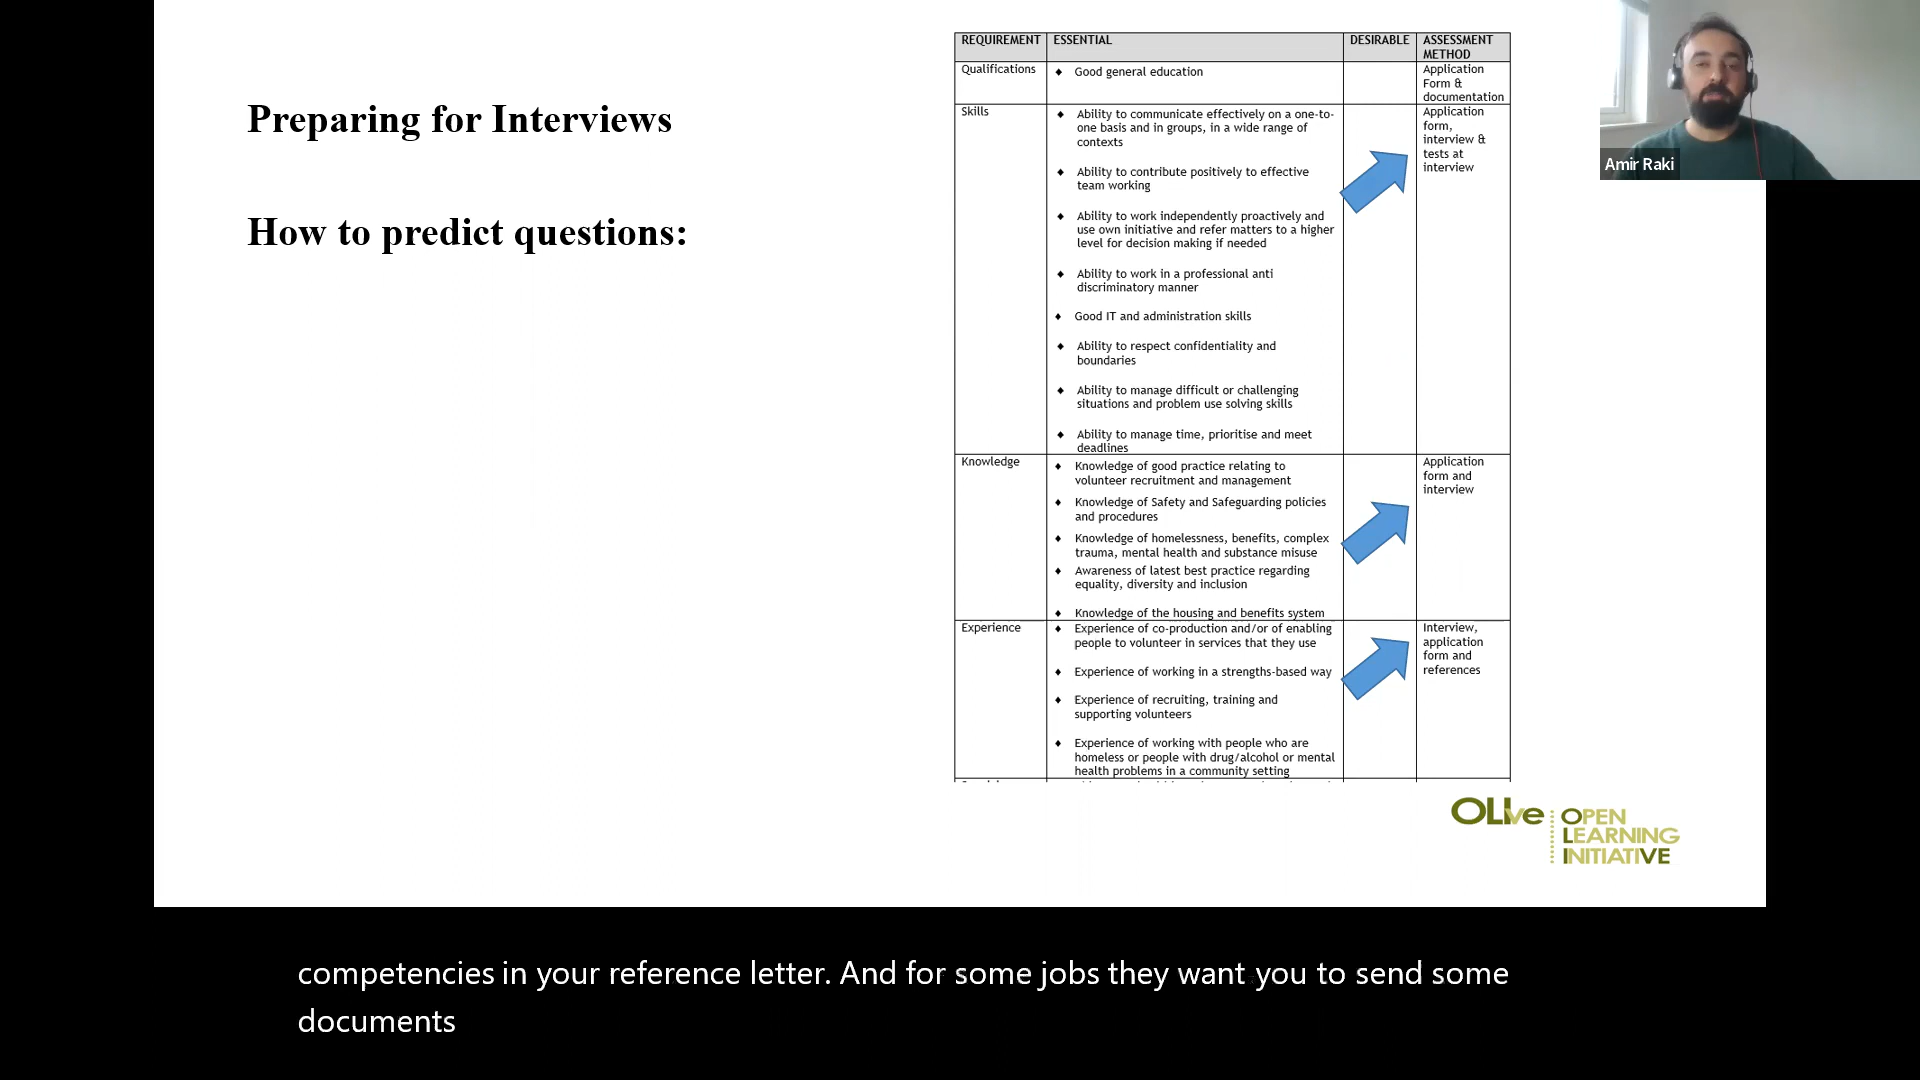 Preparing for Interviews
How to predict questions:
REQUIREMENT ESSENTIAL DESIRABLE ASSESSMENT
METHOD
Qualifications
♦ Good general education
Application
Form &
documentation
Skills
♦ Ability to communicate effectively on a one-to-
one basis and in groups, in a wide range of
contexts
♦ Ability to contribute positively to effective
team working
♦ Ability to work independently proactively and
use own initiative and refer matters to a higher
level for decision making if needed
♦ Ability to work in a professional anti
discriminatory manner
♦ Good IT and administration skills
♦ Ability to respect confidentiality and
boundaries
♦ Ability to manage difficult or challenging
situations and problem use solving skills
♦ Ability to manage time, prioritise and meet
deadlines
Application
form,
interview &
tests at
interview
Knowledge
♦ Knowledge of good practice relating to
volunteer recruitment and management
♦ Knowledge of Safety and Safeguarding policies
and procedures
♦ Knowledge of homelessness, benefits, complex
trauma, mental health and substance misuse
♦ Awareness of latest best practice regarding
equality, diversity and inclusion
♦ Knowledge of the housing and benefits system
Application
form and
interview
Experience
♦ Experience of co-production and/or of enabling
people to volunteer in services that they use
♦ Experience of working in a strengths-based way
♦ Experience of recruiting, training and
supporting volunteers
♦ Experience of working with people who are
homeless or people with drug/alcohol or mental
health problems in a community setting
Interview,
application
form and
references
Amir Raki
OLIve
OPEN
LEARNING
INITIATIVE
competencies in your reference letter. And for some jobs they want you to send some
documents